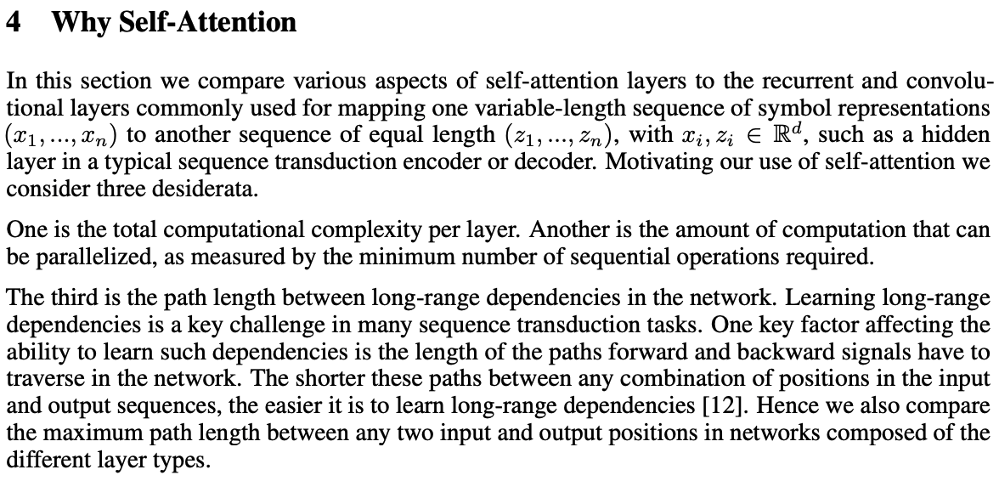 4 Why Self-Attention
In this section we compare various aspects of self-attention layers to the recurrent and convolu-
tional layers commonly used for mapping one variable-length sequence of symbol representations
(x₁, ..., xₙ) to another sequence of equal length (z₁, ..., zₙ), with xᵢ, zᵢ ∈ ℝᵈ, such as a hidden
layer in a typical sequence transduction encoder or decoder. Motivating our use of self-attention we
consider three desiderata.
One is the total computational complexity per layer. Another is the amount of computation that can
be parallelized, as measured by the minimum number of sequential operations required.
The third is the path length between long-range dependencies in the network. Learning long-range
dependencies is a key challenge in many sequence transduction tasks. One key factor affecting the
ability to learn such dependencies is the length of the paths forward and backward signals have to
traverse in the network. The shorter these paths between any combination of positions in the input
and output sequences, the easier it is to learn long-range dependencies [12]. Hence we also compare
the maximum path length between any two input and output positions in networks composed of the
different layer types.